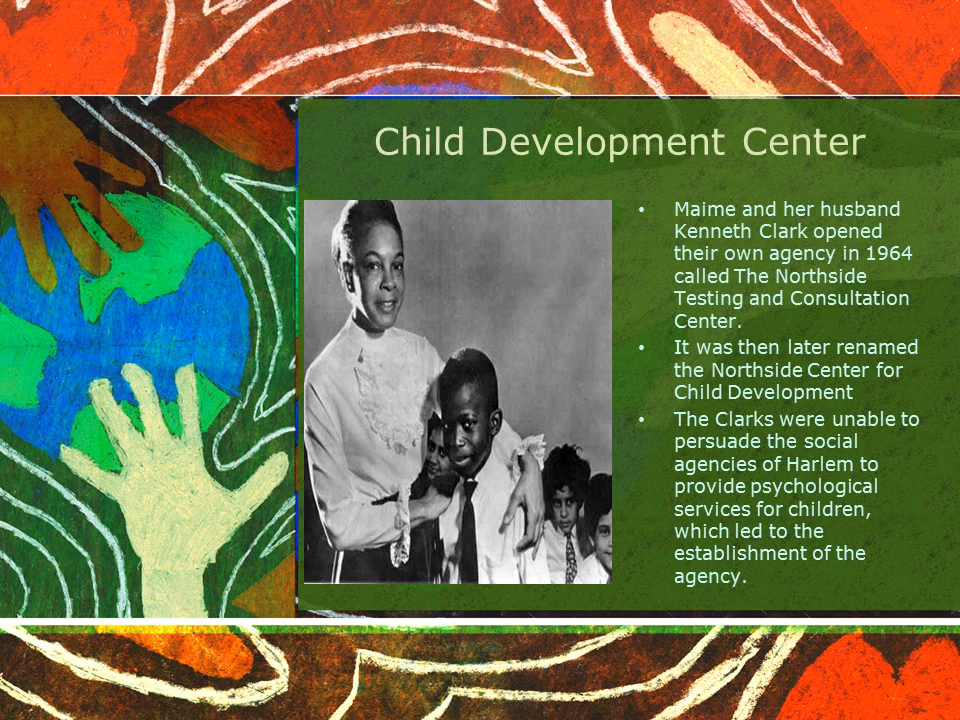 Child Development Center
• Maime and her husband
Kenneth Clark opened
their own agency in 1964
called The Northside
Testing and Consultation
Center.
• It was then later renamed
the Northside Center for
Child Development
• The Clarks were unable to
persuade the social
agencies of Harlem to
provide psychological
services for children,
which led to the
establishment of the
agency.